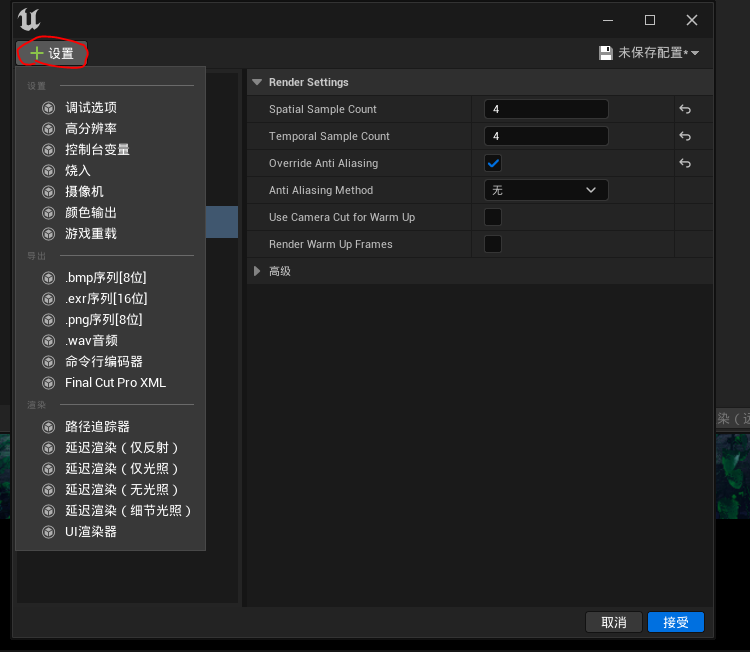 设置
未保存配置*
设置
调试选项
高分辨率
控制台变量
烧入
摄像机
颜色输出
游戏重载
导出
.bmp序列[8位]
.exr序列[16位]
.png序列[8位]
.wav音频
命令行编码器
Final Cut Pro XML
渲染
路径追踪器
延迟渲染（仅反射）
延迟渲染（仅光照）
延迟渲染（无光照）
延迟渲染（细节光照）
UI渲染器
Render Settings
Spatial Sample Count
4
Temporal Sample Count
4
Override Anti Aliasing
Anti Aliasing Method
无
Use Camera Cut for Warm Up
Render Warm Up Frames
高级
染（远
取消
接受